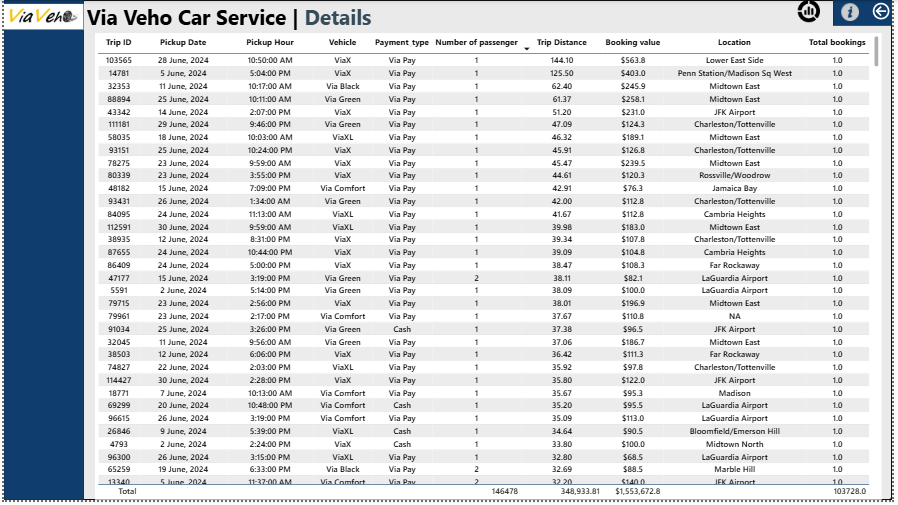 Via Veho
Via Veho Car Service | Details
Trip ID Pickup Date Pickup Hour Vehicle Payment type Number of passenger Trip Distance Booking value Location Total bookings
103565 28 June, 2024 10:50:00 AM ViaX Via Pay 1 144.10 $563.8 Lower East Side 1.0
14781 5 June, 2024 5:04:00 PM ViaX Via Pay 1 125.50 $403.0 Penn Station/Madison Sq West 1.0
32353 11 June, 2024 10:17:00 AM Via Black Via Pay 1 62.40 $245.9 Midtown East 1.0
88894 25 June, 2024 10:11:00 AM Via Green Via Pay 1 61.37 $258.1 Midtown East 1.0
43342 14 June, 2024 2:07:00 PM ViaX Via Pay 1 51.20 $231.0 JFK Airport 1.0
111181 29 June, 2024 9:46:00 PM Via Green Via Pay 1 47.09 $124.3 Charleston/Tottenville 1.0
58035 18 June, 2024 10:03:00 AM ViaXL Via Pay 1 46.32 $189.1 Midtown East 1.0
93151 25 June, 2024 10:24:00 PM ViaX Via Pay 1 45.91 $126.8 Charleston/Tottenville 1.0
78275 23 June, 2024 9:59:00 AM ViaX Via Pay 1 45.47 $239.5 Midtown East 1.0
80339 23 June, 2024 3:55:00 PM ViaX Via Pay 1 44.61 $120.3 Rossville/Woodrow 1.0
48182 15 June, 2024 7:09:00 PM Via Comfort Via Pay 1 42.91 $76.3 Jamaica Bay 1.0
93431 26 June, 2024 1:34:00 AM Via Green Via Pay 1 42.00 $112.8 Charleston/Tottenville 1.0
84095 24 June, 2024 11:13:00 AM ViaXL Via Pay 1 41.67 $112.8 Cambria Heights 1.0
112591 30 June, 2024 9:59:00 AM ViaXL Via Pay 1 39.98 $183.0 Midtown East 1.0
38935 12 June, 2024 8:31:00 PM ViaX Via Pay 1 39.34 $107.8 Charleston/Tottenville 1.0
87655 24 June, 2024 10:44:00 PM ViaX Via Pay 1 39.09 $104.8 Cambria Heights 1.0
86409 24 June, 2024 5:00:00 PM ViaX Via Pay 1 38.47 $108.3 Far Rockaway 1.0
47177 15 June, 2024 3:19:00 PM Via Green Via Pay 2 38.11 $82.1 LaGuardia Airport 1.0
5591 2 June, 2024 5:14:00 PM Via Green Via Pay 1 38.09 $100.0 LaGuardia Airport 1.0
79715 23 June, 2024 2:56:00 PM ViaX Via Pay 1 38.01 $196.9 Midtown East 1.0
79961 23 June, 2024 2:17:00 PM Via Comfort Via Pay 1 37.67 $110.8 NA 1.0
91034 25 June, 2024 3:26:00 PM Via Green Cash 1 37.38 $96.5 JFK Airport 1.0
32045 11 June, 2024 9:56:00 AM Via Green Via Pay 1 37.06 $186.7 Midtown East 1.0
38503 12 June, 2024 6:06:00 PM ViaX Via Pay 1 36.42 $111.3 Far Rockaway 1.0
74827 22 June, 2024 2:03:00 PM ViaXL Via Pay 1 35.92 $97.8 Charleston/Tottenville 1.0
114427 30 June, 2024 2:28:00 PM ViaX Via Pay 1 35.80 $122.0 JFK Airport 1.0
18771 7 June, 2024 10:13:00 AM Via Comfort Via Pay 1 35.67 $95.3 Madison 1.0
69299 20 June, 2024 10:48:00 PM Via Comfort Cash 1 35.20 $95.5 LaGuardia Airport 1.0
96615 26 June, 2024 3:19:00 PM Via Comfort Via Pay 1 35.09 $113.0 LaGuardia Airport 1.0
26846 9 June, 2024 5:39:00 PM ViaXL Cash 1 34.64 $90.5 Bloomfield/Emerson Hill 1.0
4793 2 June, 2024 2:24:00 PM ViaX Cash 1 33.80 $100.0 Midtown North 1.0
96300 26 June, 2024 3:15:00 PM ViaXL Via Pay 1 32.80 $68.5 LaGuardia Airport 1.0
65259 19 June, 2024 6:33:00 PM Via Black Via Pay 2 32.69 $88.5 Marble Hill 1.0
13340 5 June, 2024 11:37:00 AM Via Comfort Via Pay 2 32.20 $140.0 JFK Airport 1.0
Total 146478 348,933.81 $1,553,672.8 103728.0